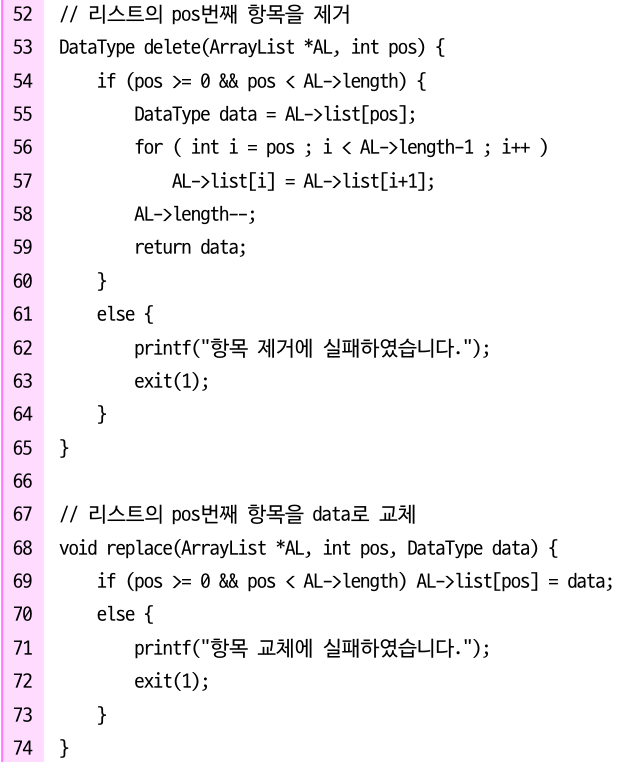 52 // 리스트의 pos번째 항목을 제거
53 DataType delete(ArrayList *AL, int pos) {
54     if (pos >= 0 && pos < AL->length) {
55         DataType data = AL->list[pos];
56         for ( int i = pos ; i < AL->length-1 ; i++ )
57             AL->list[i] = AL->list[i+1];
58         AL->length--;
59         return data;
60     }
61     else {
62         printf("항목 제거에 실패하였습니다.");
63         exit(1);
64     }
65 }
66
67 // 리스트의 pos번째 항목을 data로 교체
68 void replace(ArrayList *AL, int pos, DataType data) {
69     if (pos >= 0 && pos < AL->length) AL->list[pos] = data;
70     else {
71         printf("항목 교체에 실패하였습니다.");
72         exit(1);
73     }
74 }